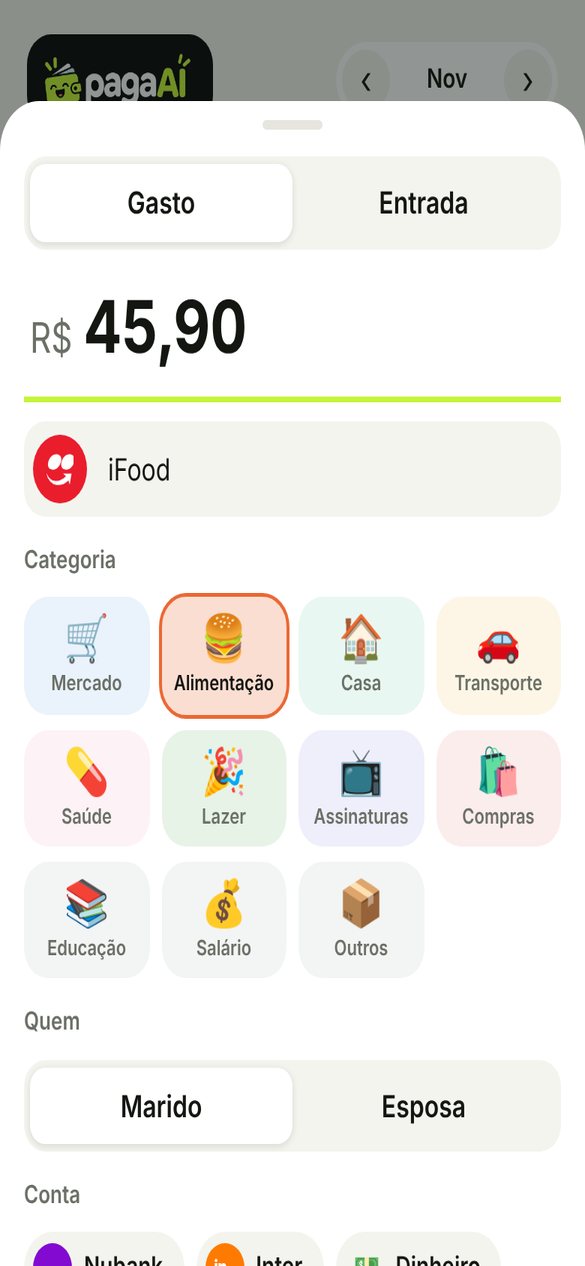 pagaAI
‹ Nov ›
Gasto Entrada
R$ 45,90
iFood
Categoria
Mercado Alimentação Casa Transporte
Saúde Lazer Assinaturas Compras
Educação Salário Outros
Quem
Marido Esposa
Conta
Nubank Inter Dinheiro